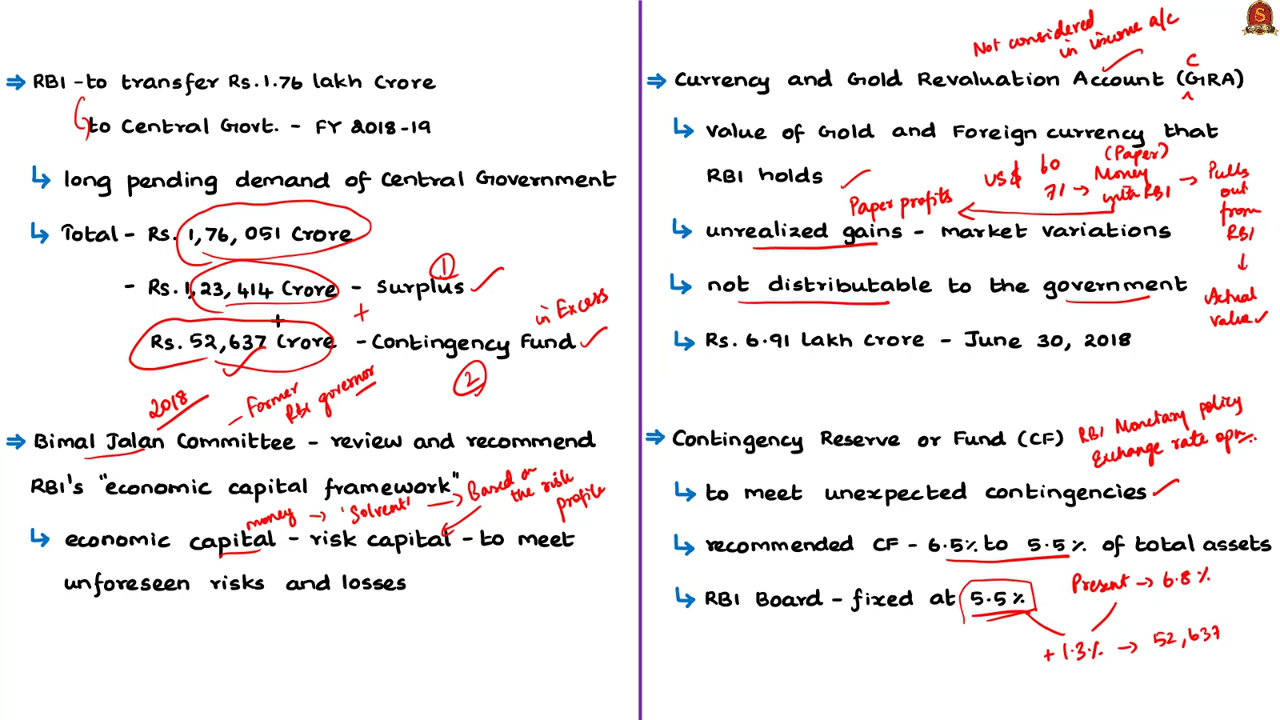 ⇒ RBI - to transfer Rs.1.76 lakh Crore
to Central Govt. - FY 2018-19
↳ long pending demand of Central Government
↳ Total - Rs. 1,76,051 Crore
- Rs. 1,23,414 Crore - Surplus ①
+ +
Rs. 52,637 Crore - Contingency Fund
in Excess
②
2018
- Former
RBI governor
⇒ Bimal Jalan Committee - review and recommend
RBI's "economic capital framework"
money → 'Solvent' → Based on
the risk
profile
↳ economic capital - risk capital - to meet
unforeseen risks and losses
Not considered
in income a/c
⇒ Currency and Gold Revaluation Account (GRA)
C
↳ value of Gold and Foreign currency that
RBI holds
US$ 60
71 →
(Paper)
Money
with RBI →
Pulls
out
from
RBI
↓
Actual
value
Paper profits
↳ unrealized gains - market variations
↳ not distributable to the government
↳ Rs. 6.91 Lakh Crore - June 30, 2018
⇒ Contingency Reserve or Fund (CF)
RBI Monetary policy
Exchange rate opn.
↳ to meet unexpected contingencies
↳ recommended CF - 6.5% to 5.5% of total assets
↳ RBI Board - fixed at 5.5%
Present → 6.8%
+ 1.3% → 52,637